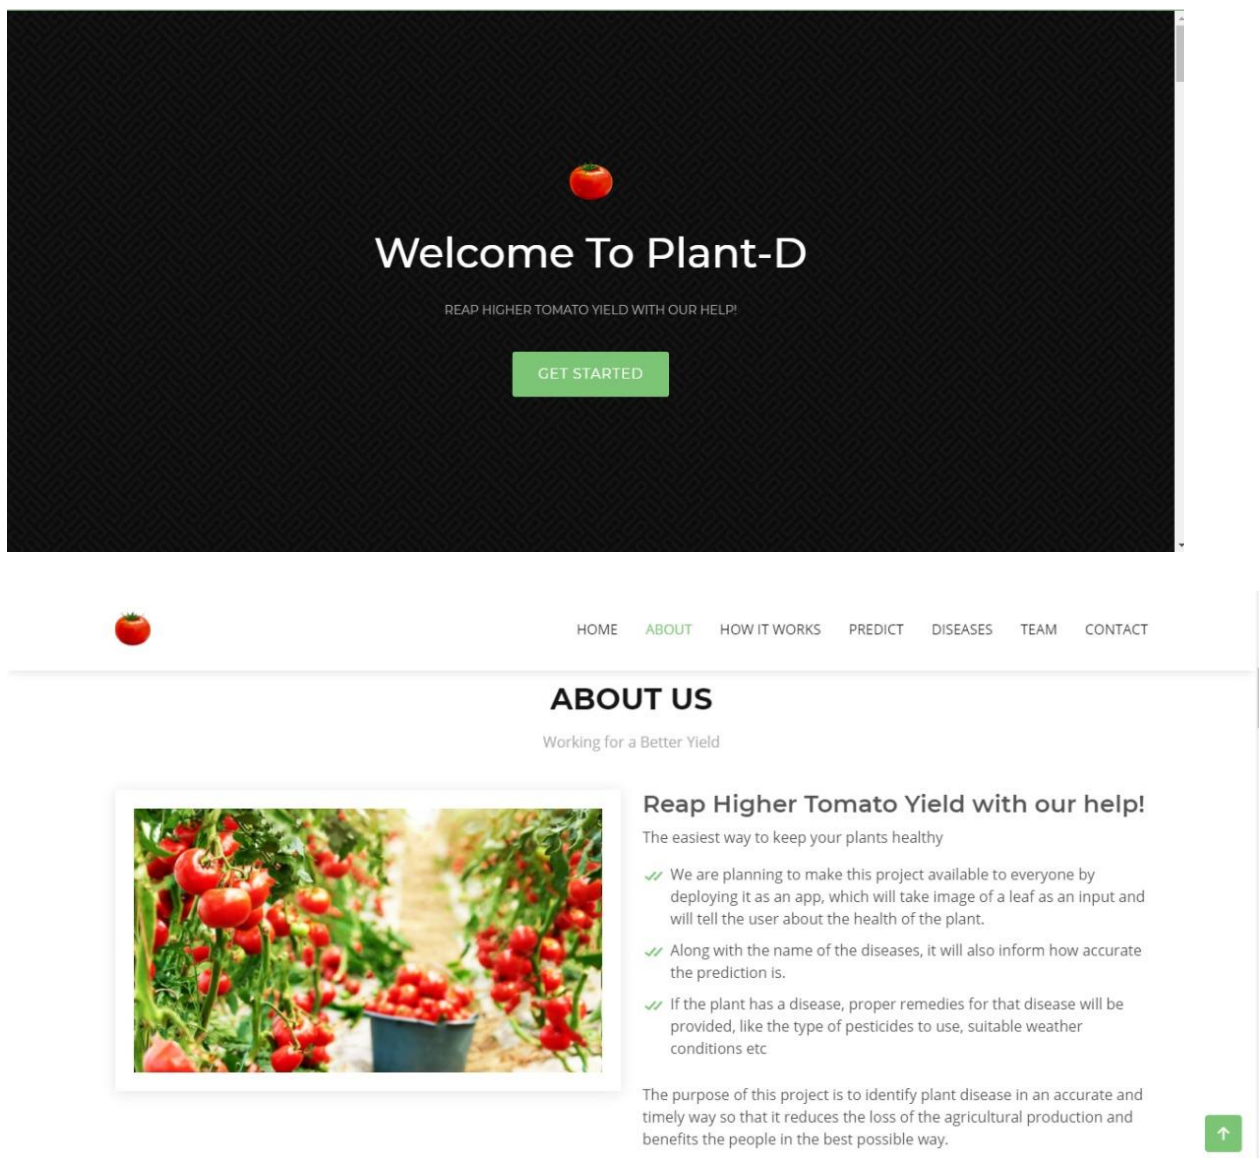 Welcome To Plant-D
REAP HIGHER TOMATO YIELD WITH OUR HELP!
GET STARTED
HOME ABOUT HOW IT WORKS PREDICT DISEASES TEAM CONTACT
ABOUT US
Working for a Better Yield
Reap Higher Tomato Yield with our help!
The easiest way to keep your plants healthy
We are planning to make this project available to everyone by
deploying it as an app, which will take image of a leaf as an input and
will tell the user about the health of the plant.
Along with the name of the diseases, it will also inform how accurate
the prediction is.
If the plant has a disease, proper remedies for that disease will be
provided, like the type of pesticides to use, suitable weather
conditions etc
The purpose of this project is to identify plant disease in an accurate and
timely way so that it reduces the loss of the agricultural production and
benefits the people in the best possible way.